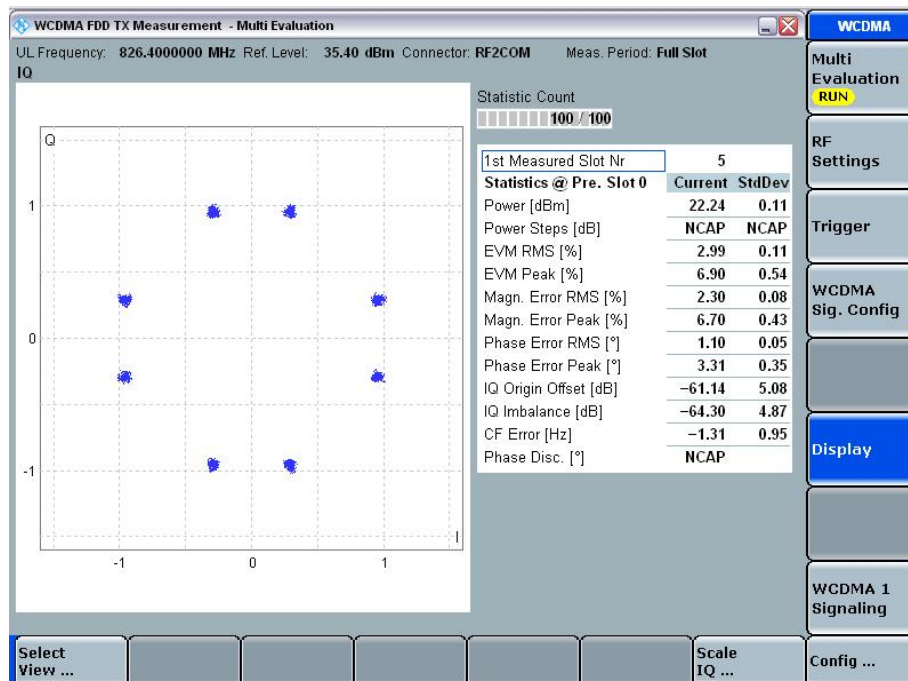 WCDMA FDD TX Measurement - Multi Evaluation
WCDMA
UL Frequency: 826.4000000 MHz Ref. Level: 35.40 dBm Connector: RF2COM Meas. Period: Full Slot
IQ
Statistic Count
100 / 100
Q
1
0
-1
-1 0 1
I
1st Measured Slot Nr 5
Statistics @ Pre. Slot 0 Current StdDev
Power [dBm] 22.24 0.11
Power Steps [dB] NCAP NCAP
EVM RMS [%] 2.99 0.11
EVM Peak [%] 6.90 0.54
Magn. Error RMS [%] 2.30 0.08
Magn. Error Peak [%] 6.70 0.43
Phase Error RMS [°] 1.10 0.05
Phase Error Peak [°] 3.31 0.35
IQ Origin Offset [dB] −61.14 5.08
IQ Imbalance [dB] −64.30 4.87
CF Error [Hz] −1.31 0.95
Phase Disc. [°] NCAP
Multi
Evaluation
RUN
RF
Settings
Trigger
WCDMA
Sig. Config
Display
WCDMA 1
Signaling
Select
View ...
Scale
IQ ...
Config ...